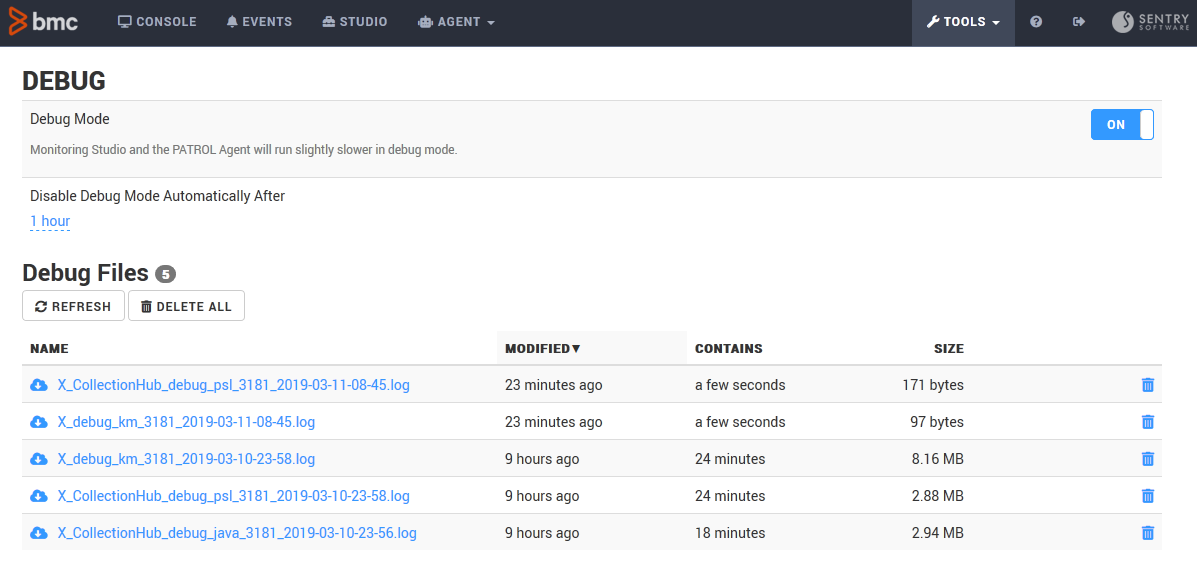 bmc CONSOLE EVENTS STUDIO AGENT TOOLS SENTRY SOFTWARE
DEBUG
Debug Mode
ON
Monitoring Studio and the PATROL Agent will run slightly slower in debug mode.
Disable Debug Mode Automatically After
1 hour
Debug Files 5
REFRESH DELETE ALL
NAME MODIFIED▼ CONTAINS SIZE
X_CollectionHub_debug_psl_3181_2019-03-11-08-45.log 23 minutes ago a few seconds 171 bytes
X_debug_km_3181_2019-03-11-08-45.log 23 minutes ago a few seconds 97 bytes
X_debug_km_3181_2019-03-10-23-58.log 9 hours ago 24 minutes 8.16 MB
X_CollectionHub_debug_psl_3181_2019-03-10-23-58.log 9 hours ago 24 minutes 2.88 MB
X_CollectionHub_debug_java_3181_2019-03-10-23-56.log 9 hours ago 18 minutes 2.94 MB